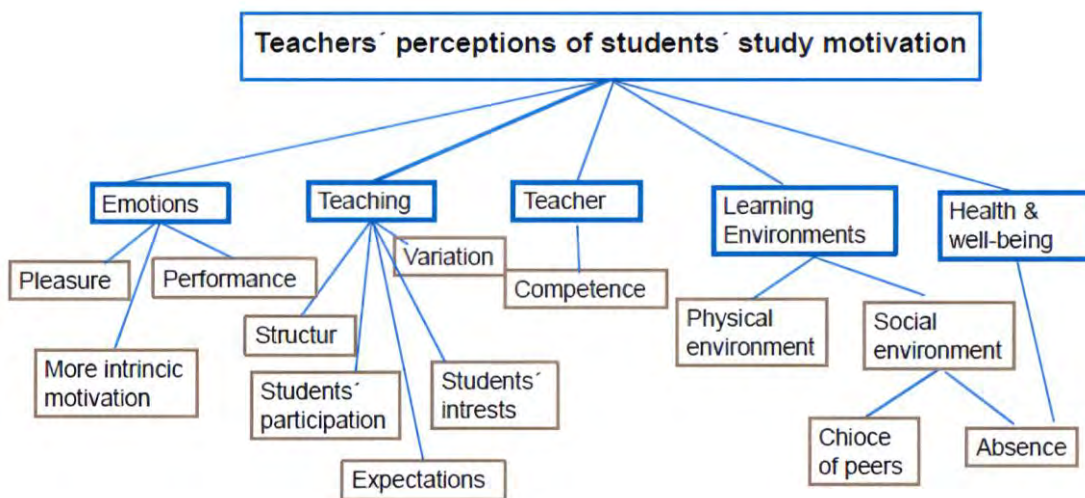 Teachers´ perceptions of students´ study motivation
Emotions
Teaching
Teacher
Learning
Environments
Health &
well-being
Pleasure
Performance
Variation
Competence
Structur
Physical
environment
Social
environment
More intrincic
motivation
Students´
participation
Students´
intrests
Expectations
Chioce
of peers
Absence